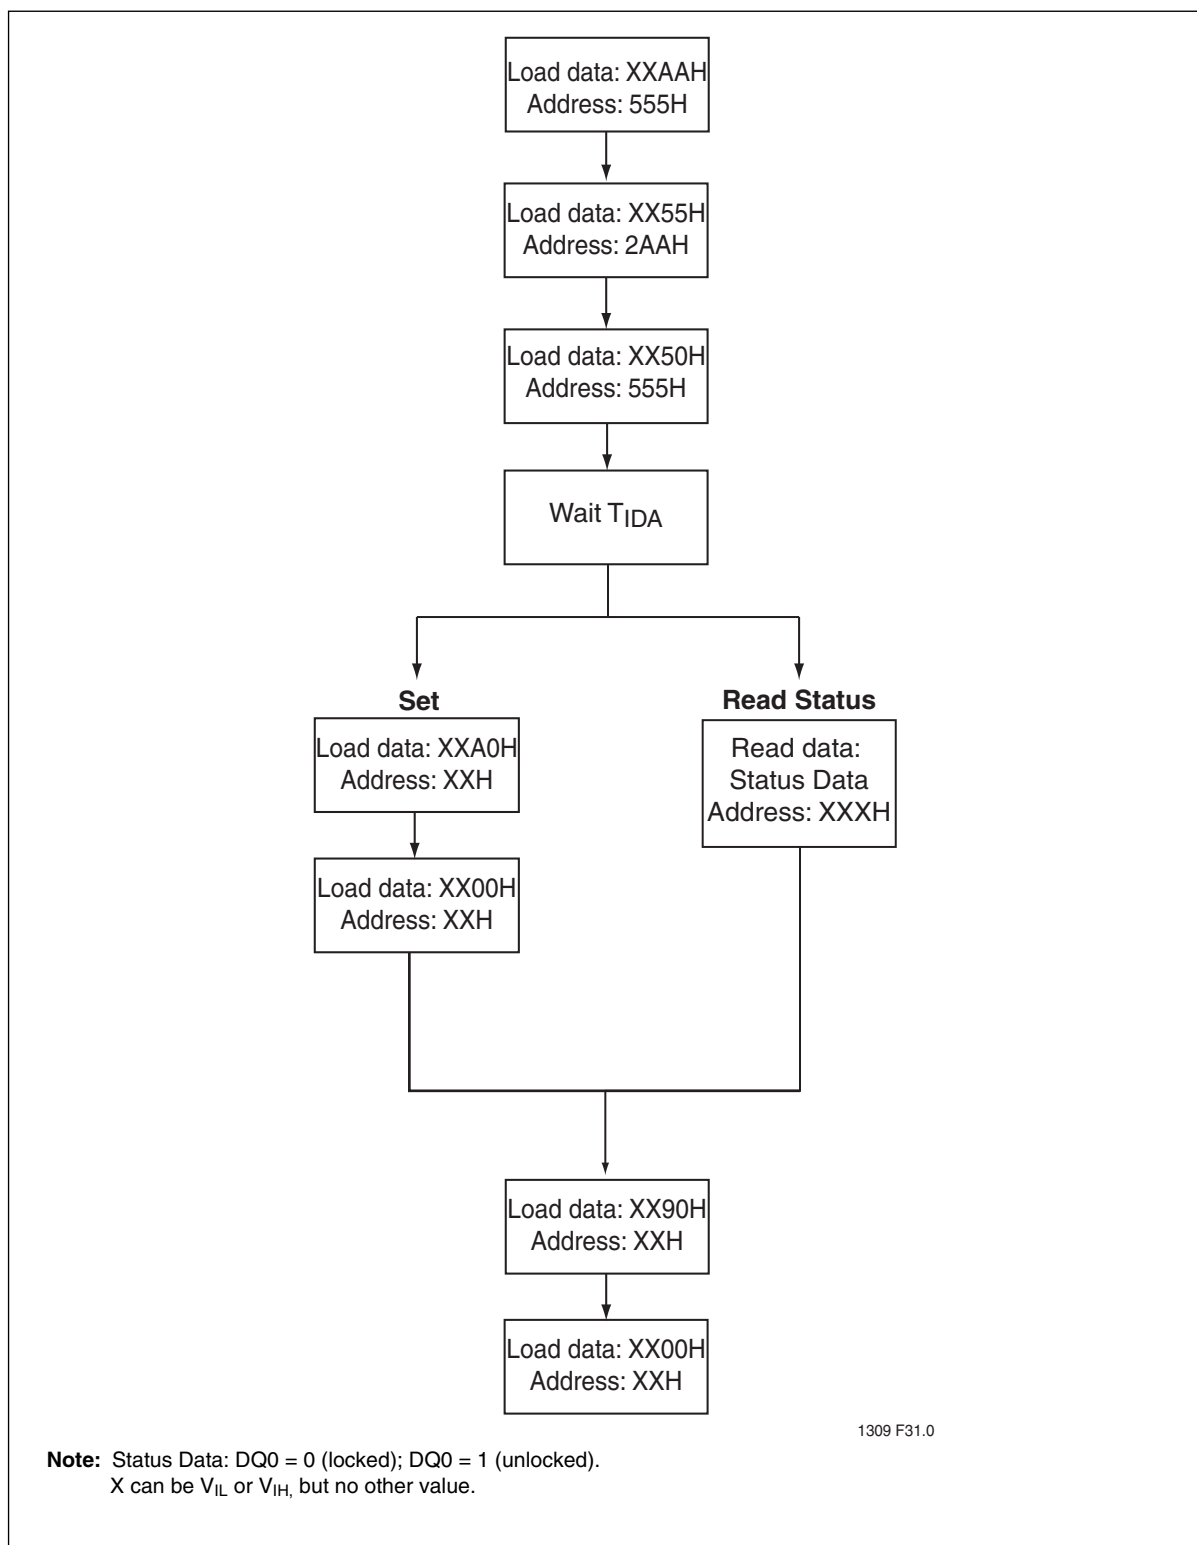 Load data: XXAAH
Address: 555H
Load data: XX55H
Address: 2AAH
Load data: XX50H
Address: 555H
Wait TIDA
Set
Load data: XXA0H
Address: XXH
Load data: XX00H
Address: XXH
Read Status
Read data:
Status Data
Address: XXXH
Load data: XX90H
Address: XXH
Load data: XX00H
Address: XXH
1309 F31.0
Note: Status Data: DQ0 = 0 (locked); DQ0 = 1 (unlocked).
X can be VIL or VIH, but no other value.